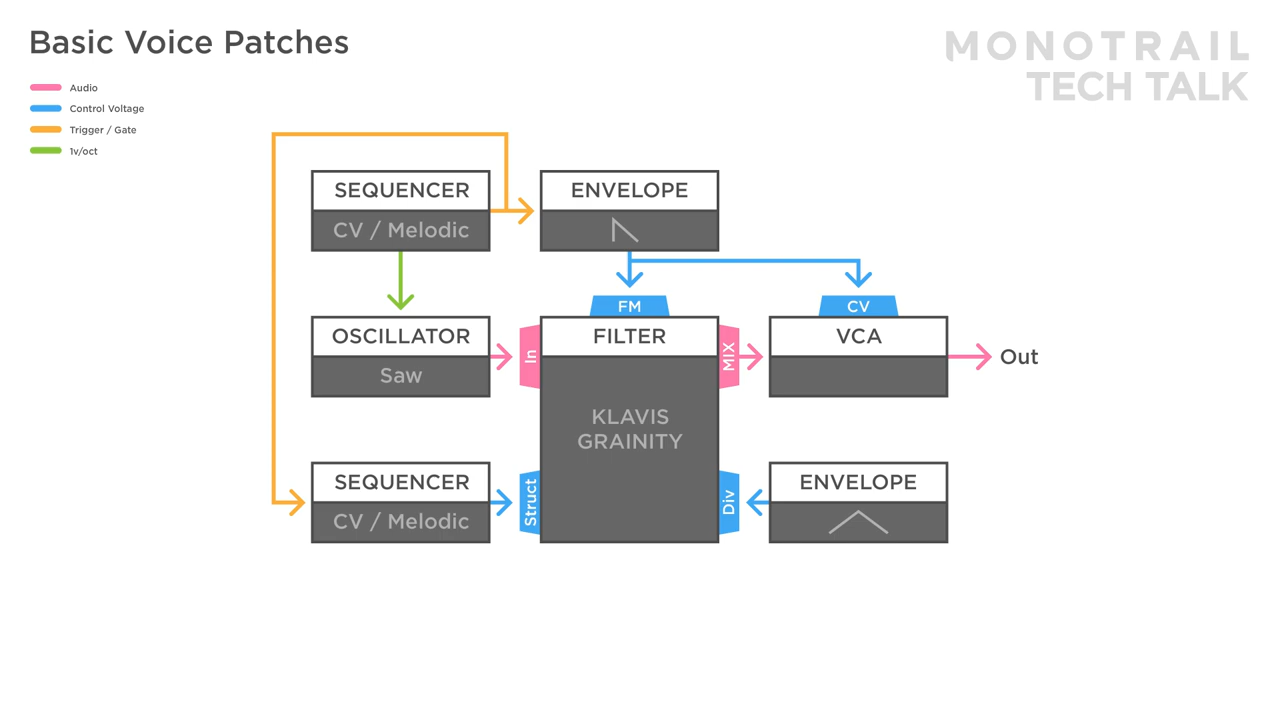 Basic Voice Patches
MONOTRAIL
TECH TALK
Audio
Control Voltage
Trigger / Gate
1v/oct
SEQUENCER
CV / Melodic
ENVELOPE
FM
CV
OSCILLATOR
Saw
In
FILTER
KLAVIS
GRAINITY
MIX
VCA
Out
SEQUENCER
CV / Melodic
Struct
Div
ENVELOPE